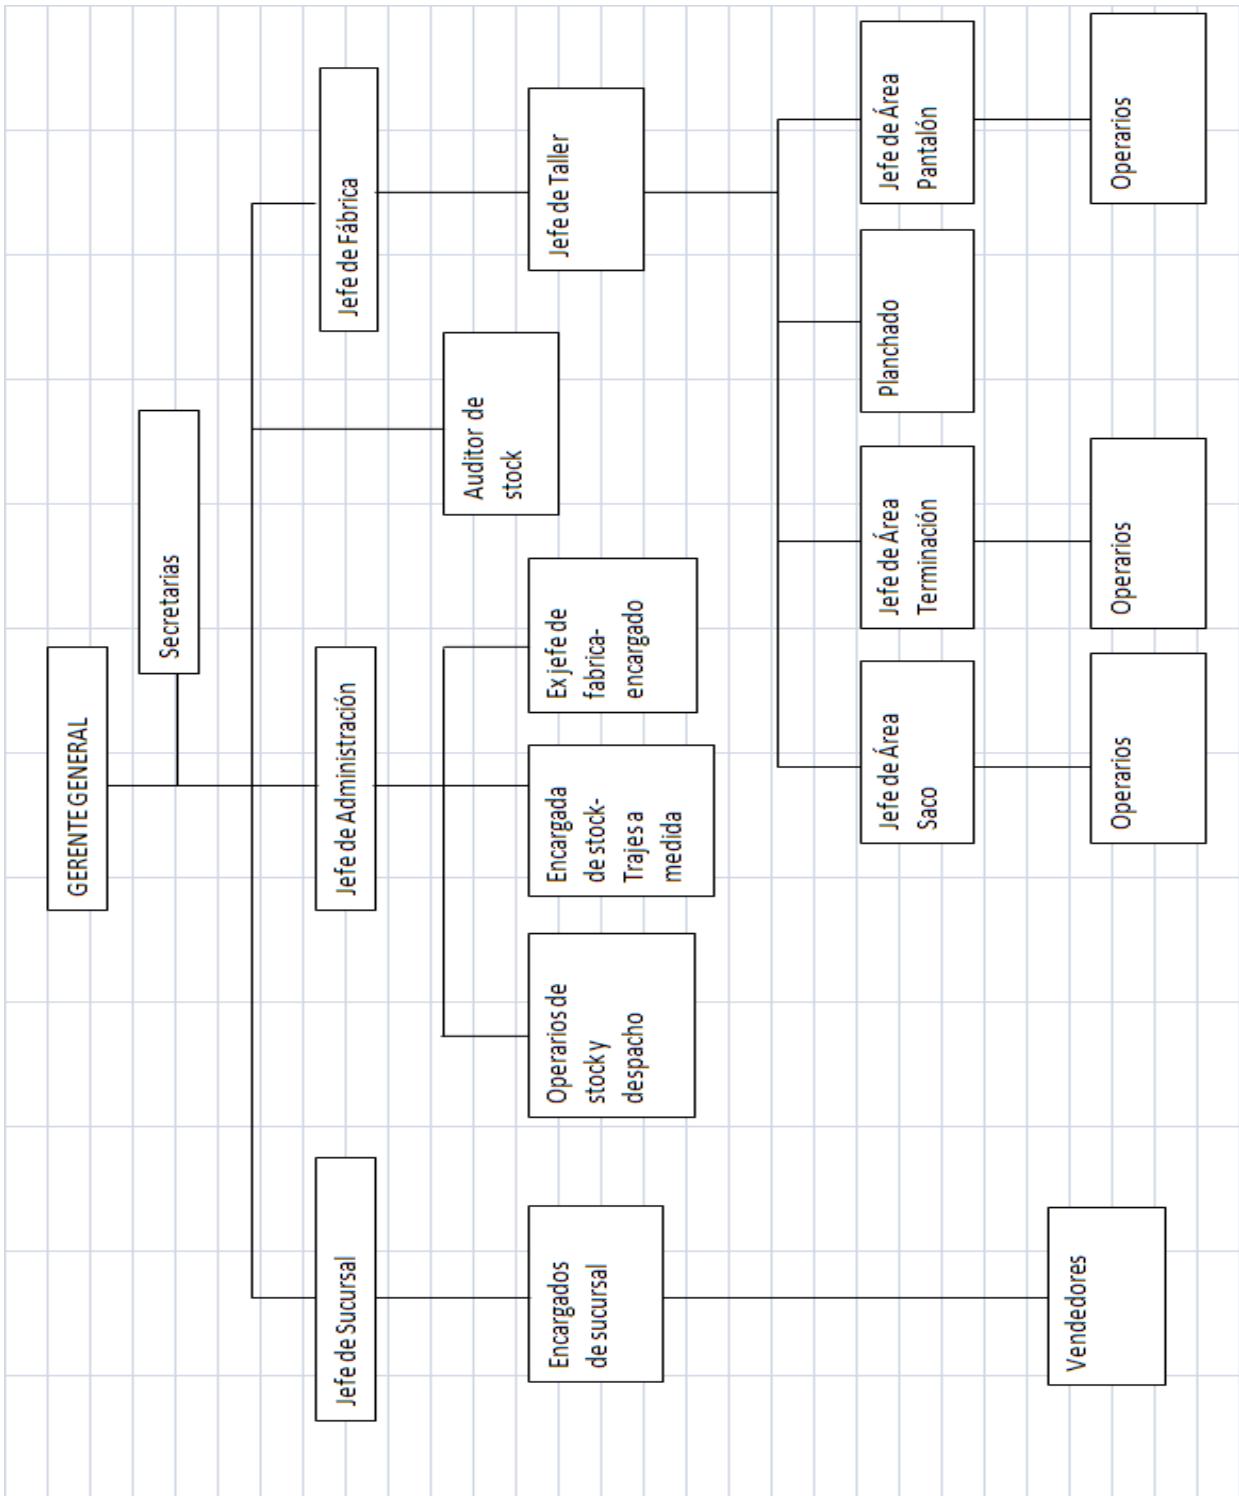 GERENTE GENERAL
Secretarias
Jefe de Sucursal
Jefe de Administración
Jefe de Fábrica
Auditor de
stock
Encargados
de sucursal
Operarios de
stock y
despacho
Encargada
de stock-
Trajes a
medida
Ex jefe de
fabrica-
encargado
Jefe de Taller
Jefe de Área
Saco
Jefe de Área
Terminación
Planchado
Jefe de Área
Pantalón
Vendedores
Operarios
Operarios
Operarios